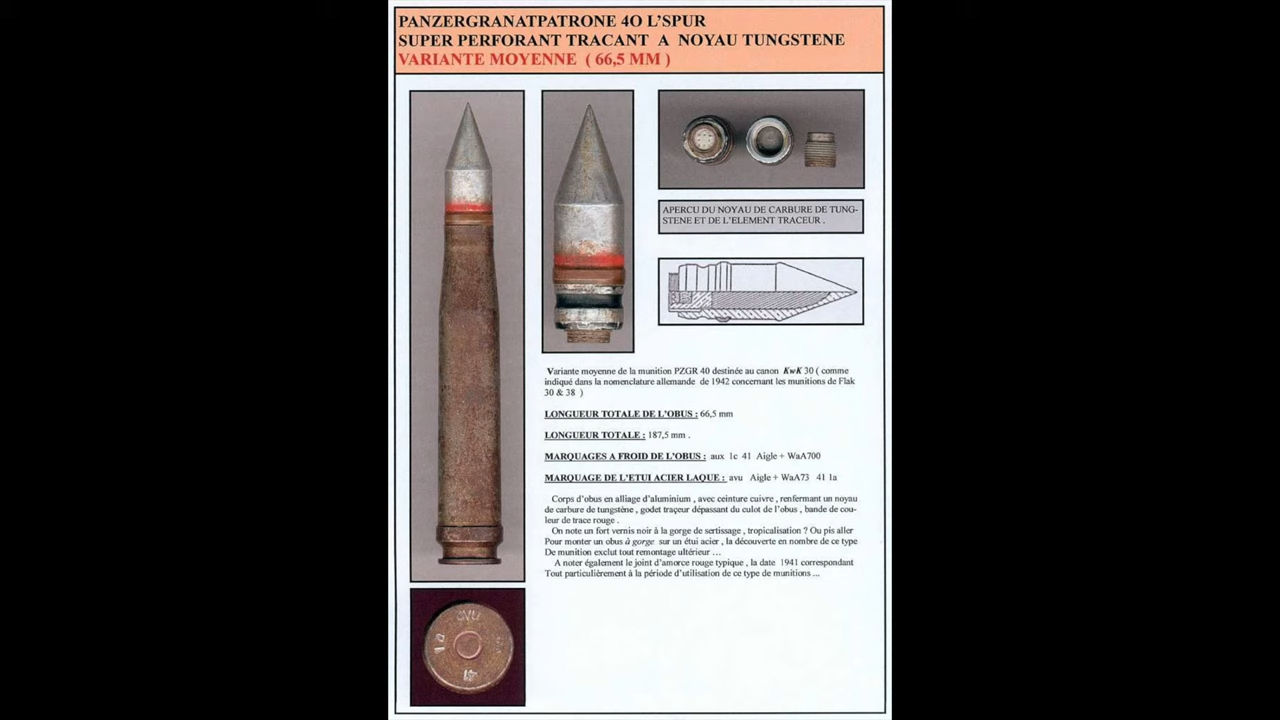 PANZERGRANATPATRONE 4O L'SPUR
SUPER PERFORANT TRACANT A NOYAU TUNGSTENE
VARIANTE MOYENNE ( 66,5 MM )
APERCU DU NOYAU DE CARBURE DE TUNG-
STENE ET DE L'ELEMENT TRACEUR .
Variante moyenne de la munition PZGR 40 destinée au canon KwK 30 ( comme
indiqué dans la nomenclature allemande de 1942 concernant les munitions de Flak
30 & 38 )
LONGUEUR TOTALE DE L'OBUS : 66,5 mm
LONGUEUR TOTALE : 187,5 mm .
MARQUAGES A FROID DE L'OBUS : aux 1c 41 Aigle + WaA700
MARQUAGE DE L'ETUI ACIER LAQUE : avu Aigle + WaA73 41 1a
Corps d'obus en alliage d'aluminium , avec ceinture cuivre , renfermant un noyau
de carbure de tungstène , godet traçeur dépassant du culot de l'obus , bande de cou-
leur de trace rouge .
On note un fort vernis noir à la gorge de sertissage , tropicalisation ? Ou pis aller
Pour monter un obus à gorge sur un étui acier , la découverte en nombre de ce type
De munition exclut tout remontage ultérieur ...
A noter également le joint d'amorce rouge typique , la date 1941 correspondant
Tout particulièrement à la période d'utilisation de ce type de munitions ...
avu
41